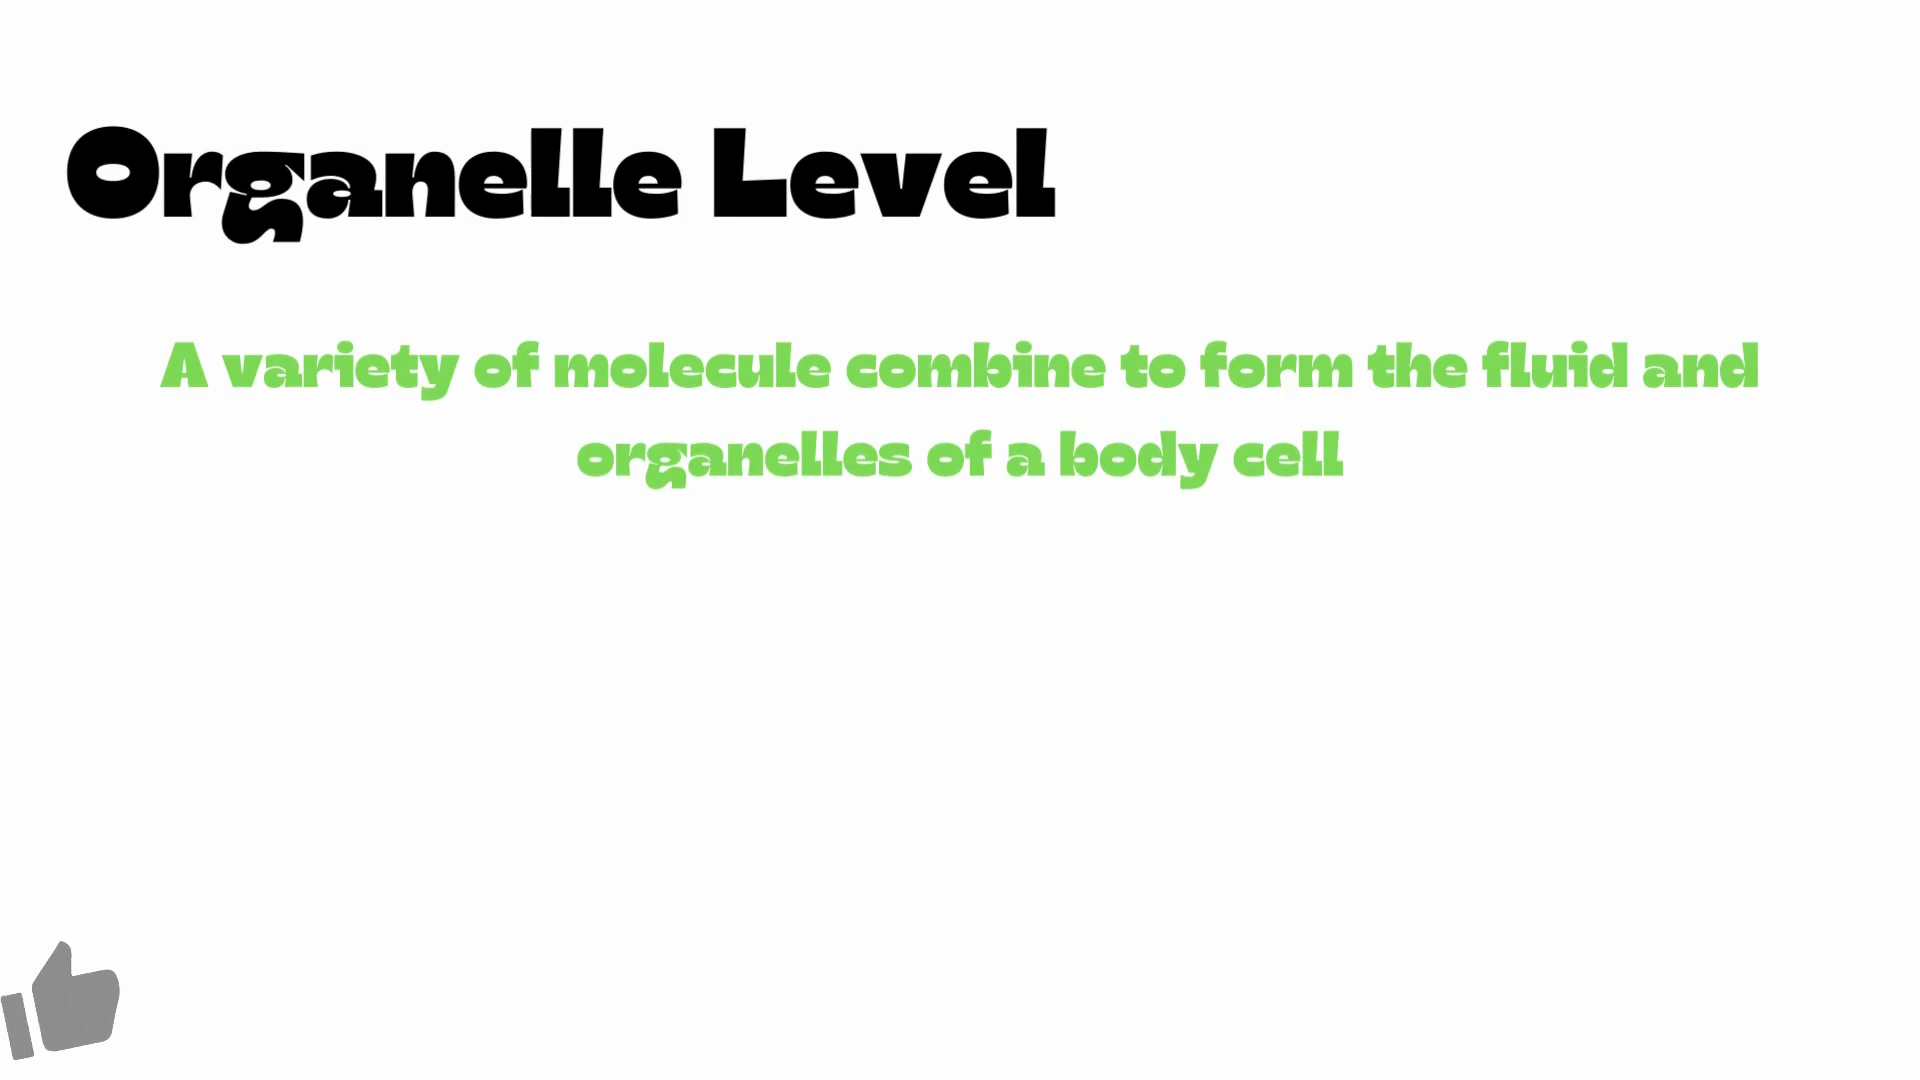 Organelle Level
A variety of molecule combine to form the fluid and
organelles of a body cell